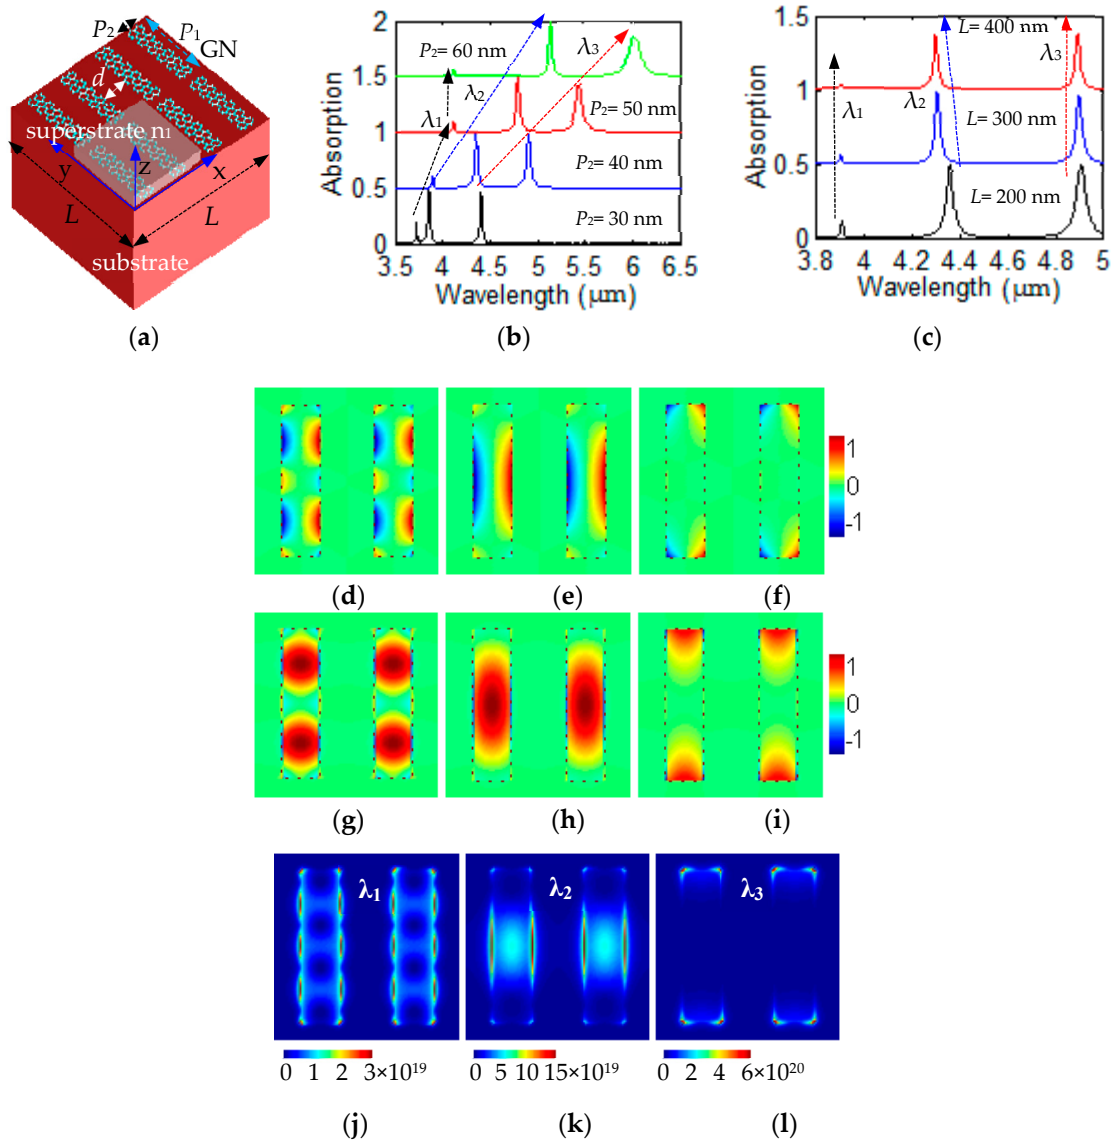 P2
P1
GN
d
superstrate n1
y
z
x
L
L
substrate
(a)
Absorption
2
1.5
1
0.5
0
P2= 60 nm
λ3
λ2
λ1
P2= 50 nm
P2= 40 nm
P2= 30 nm
3.5 4.5 5 5.5 6 6.5
Wavelength (μm)
(b)
Absorption
1.5
1
0.5
0
L= 400 nm
λ3
λ1
λ2
L= 300 nm
L= 200 nm
3.8 4 4.2 4.4 4.6 4.8 5
Wavelength (μm)
(c)
1
0
-1
(d)
(e)
(f)
1
0
-1
(g)
(h)
(i)
λ1
λ2
λ3
0 1 2 3×10¹⁹
0 5 10 15×10¹⁹
0 2 4 6×10²⁰
(j)
(k)
(l)